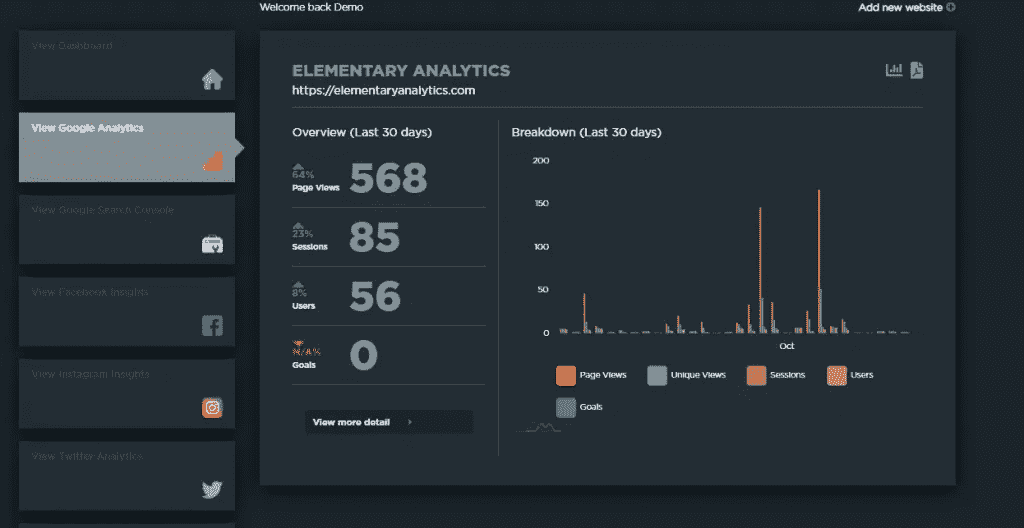 Welcome back Demo
Add new website
View Dashboard
View Google Analytics
View Google Search Console
View Facebook Insights
View Instagram Insights
View Twitter Analytics
ELEMENTARY ANALYTICS
https://elementaryanalytics.com
Overview (Last 30 days)
64%
Page Views
568
23%
Sessions
85
8%
Users
56
N/A%
Goals
0
View more detail
Breakdown (Last 30 days)
200
150
100
50
0
Oct
Page Views
Unique Views
Sessions
Users
Goals